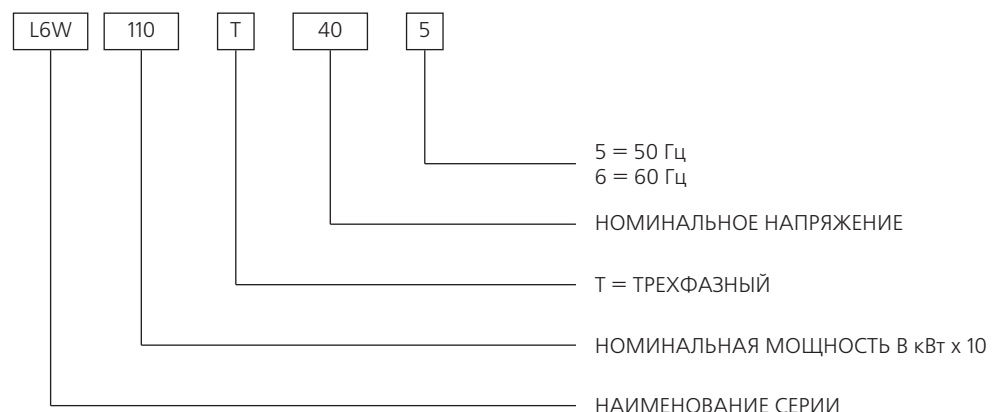 L6W 110 T 40 5
5 = 50 Гц
6 = 60 Гц
НОМИНАЛЬНОЕ НАПРЯЖЕНИЕ
Т = ТРЕХФАЗНЫЙ
НОМИНАЛЬНАЯ МОЩНОСТЬ В кВт x 10
НАИМЕНОВАНИЕ СЕРИИ